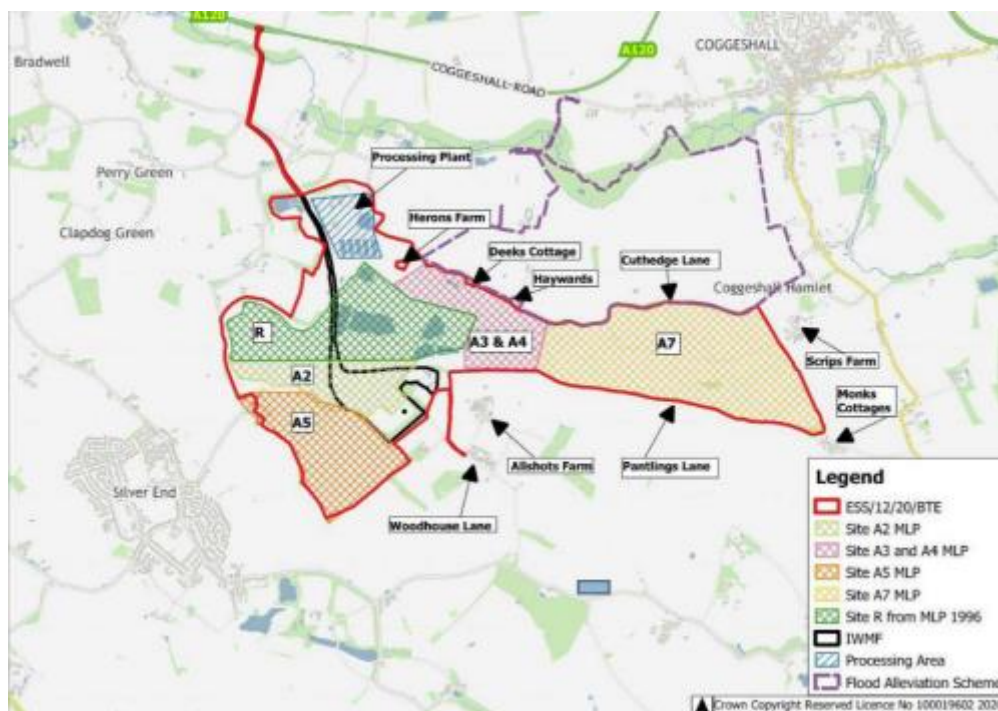 A120
Bradwell
COGGESHALL
A120
COGGESHALL ROAD
Processing Plant
Perry Green
Herons Farm
Clapdog Green
Deeks Cottage
Cuthedge Lane
Haywards
Coggeshall Hamlet
R
A3 & A4
A7
Scrips Farm
A2
Monks
Cottages
A5
Silver End
Allshots Farm
Pantlings Lane
Woodhouse Lane
Legend
ESS/12/20/BTE
Site A2 MLP
Site A3 and A4 MLP
Site A5 MLP
Site A7 MLP
Site R from MLP 1996
IWMF
Processing Area
Flood Alleviation Scheme
Crown Copyright Reserved Licence No 100019602 202